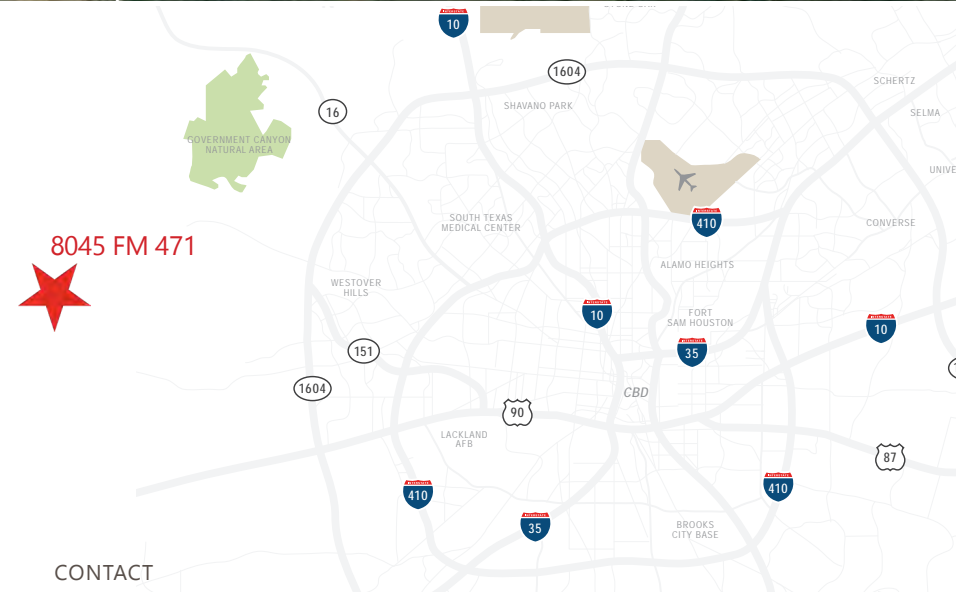 10
1604
SCHERTZ
16
SHAVANO PARK
SELMA
GOVERNMENT CANYON
NATURAL AREA
UNIVE
SOUTH TEXAS
MEDICAL CENTER
410
CONVERSE
8045 FM 471
ALAMO HEIGHTS
WESTOVER
HILLS
10
FORT
SAM HOUSTON
10
151
35
1604
CBD
90
LACKLAND
AFB
87
410
410
35
BROOKS
CITY BASE
CONTACT